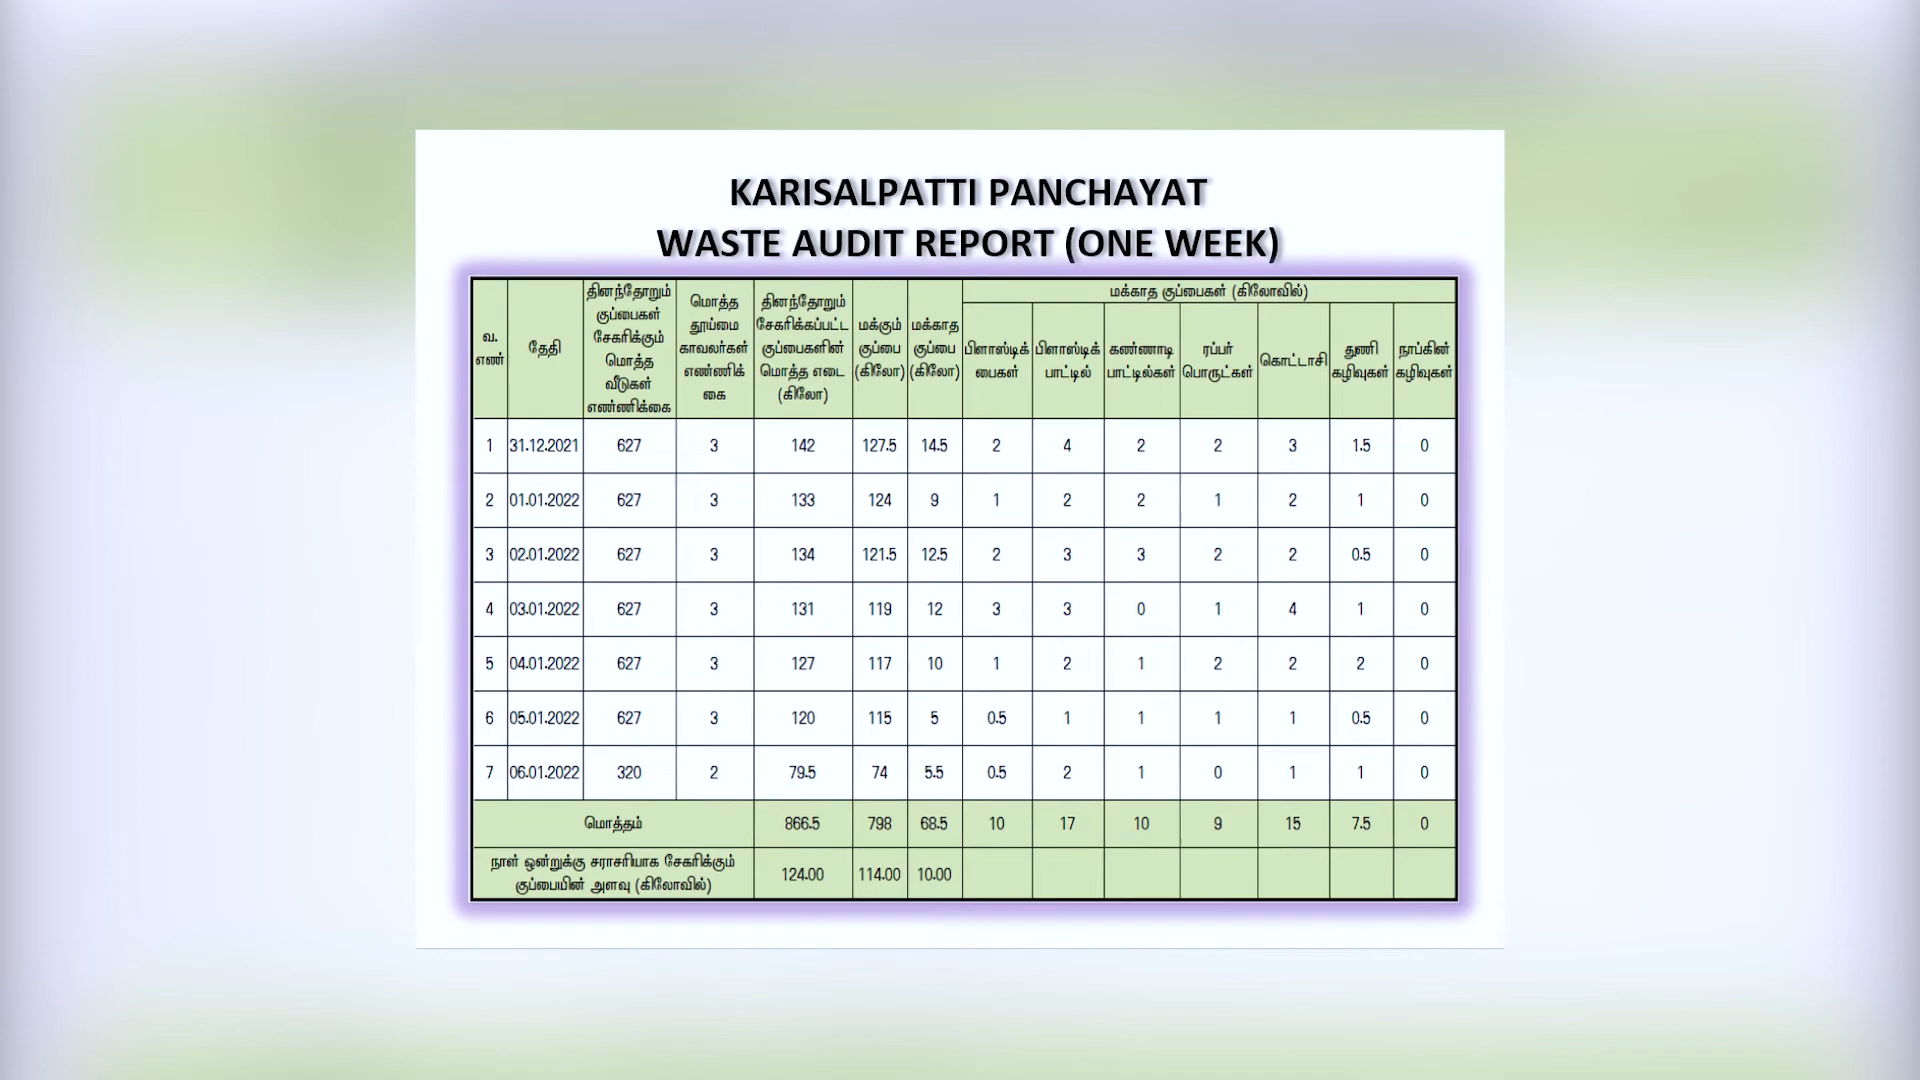 KARISALPATTI PANCHAYAT
WASTE AUDIT REPORT (ONE WEEK)
வ. எண்
தேதி
தினந்தோறும் குப்பைகள் சேகரிக்கும் மொத்த வீடுகள் எண்ணிக்கை
மொத்த தூய்மை காவலர்கள் எண்ணிக் கை
தினந்தோறும் சேகரிக்கப்பட்ட குப்பைகளின் மொத்த எடை (கிலோ)
மக்கும் குப்பை (கிலோ)
மக்காத குப்பை (கிலோ)
மக்காத குப்பைகள் (கிலோவில்)
பிளாஸ்டிக் பைகள்
பிளாஸ்டிக் பாட்டில்
கண்ணாடி பாட்டில்கள்
ரப்பர் பொருட்கள்
கொட்டாசி
துணி கழிவுகள்
நாப்கின் கழிவுகள்
1 31.12.2021 627 3 142 127.5 14.5 2 4 2 2 3 1.5 0
2 01.01.2022 627 3 133 124 9 1 2 2 1 2 1 0
3 02.01.2022 627 3 134 121.5 12.5 2 3 3 2 2 0.5 0
4 03.01.2022 627 3 131 119 12 3 3 0 1 4 1 0
5 04.01.2022 627 3 127 117 10 1 2 1 2 2 2 0
6 05.01.2022 627 3 120 115 5 0.5 1 1 1 1 0.5 0
7 06.01.2022 320 2 79.5 74 5.5 0.5 2 1 0 1 1 0
மொத்தம் 866.5 798 68.5 10 17 10 9 15 7.5 0
நாள் ஒன்றுக்கு சராசரியாக சேகரிக்கும்
குப்பையின் அளவு (கிலோவில்) 124.00 114.00 10.00